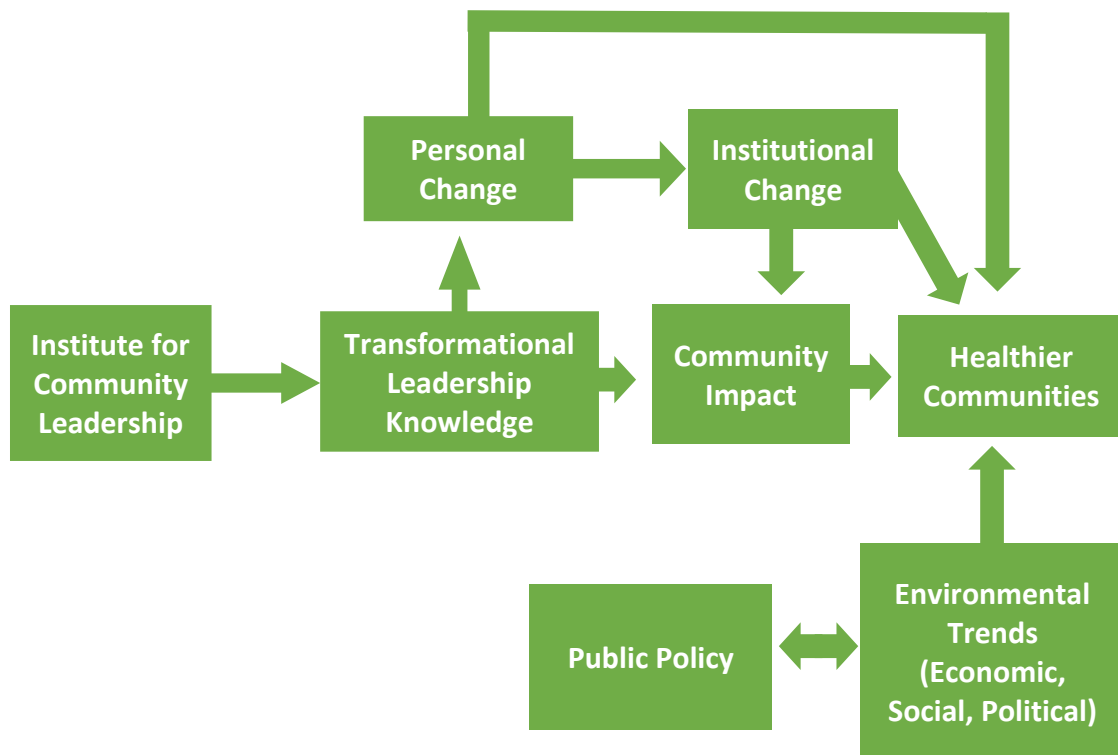 Personal
Change
Institutional
Change
Institute for
Community
Leadership
Transformational
Leadership
Knowledge
Community
Impact
Healthier
Communities
Public Policy
Environmental
Trends
(Economic,
Social, Political)